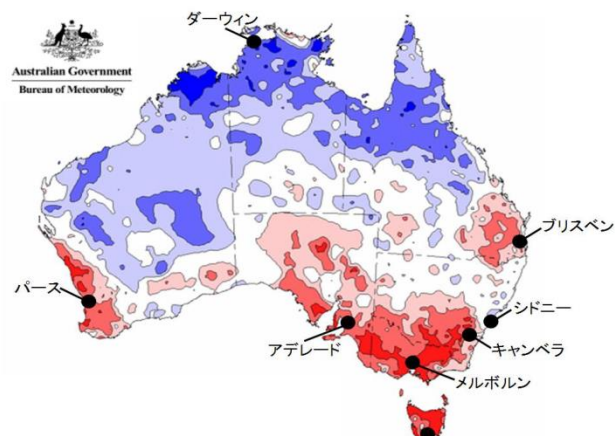 ダーウィン
Australian Government
Bureau of Meteorology
ブリスベン
パース
シドニー
アデレード
キャンベラ
メルボルン